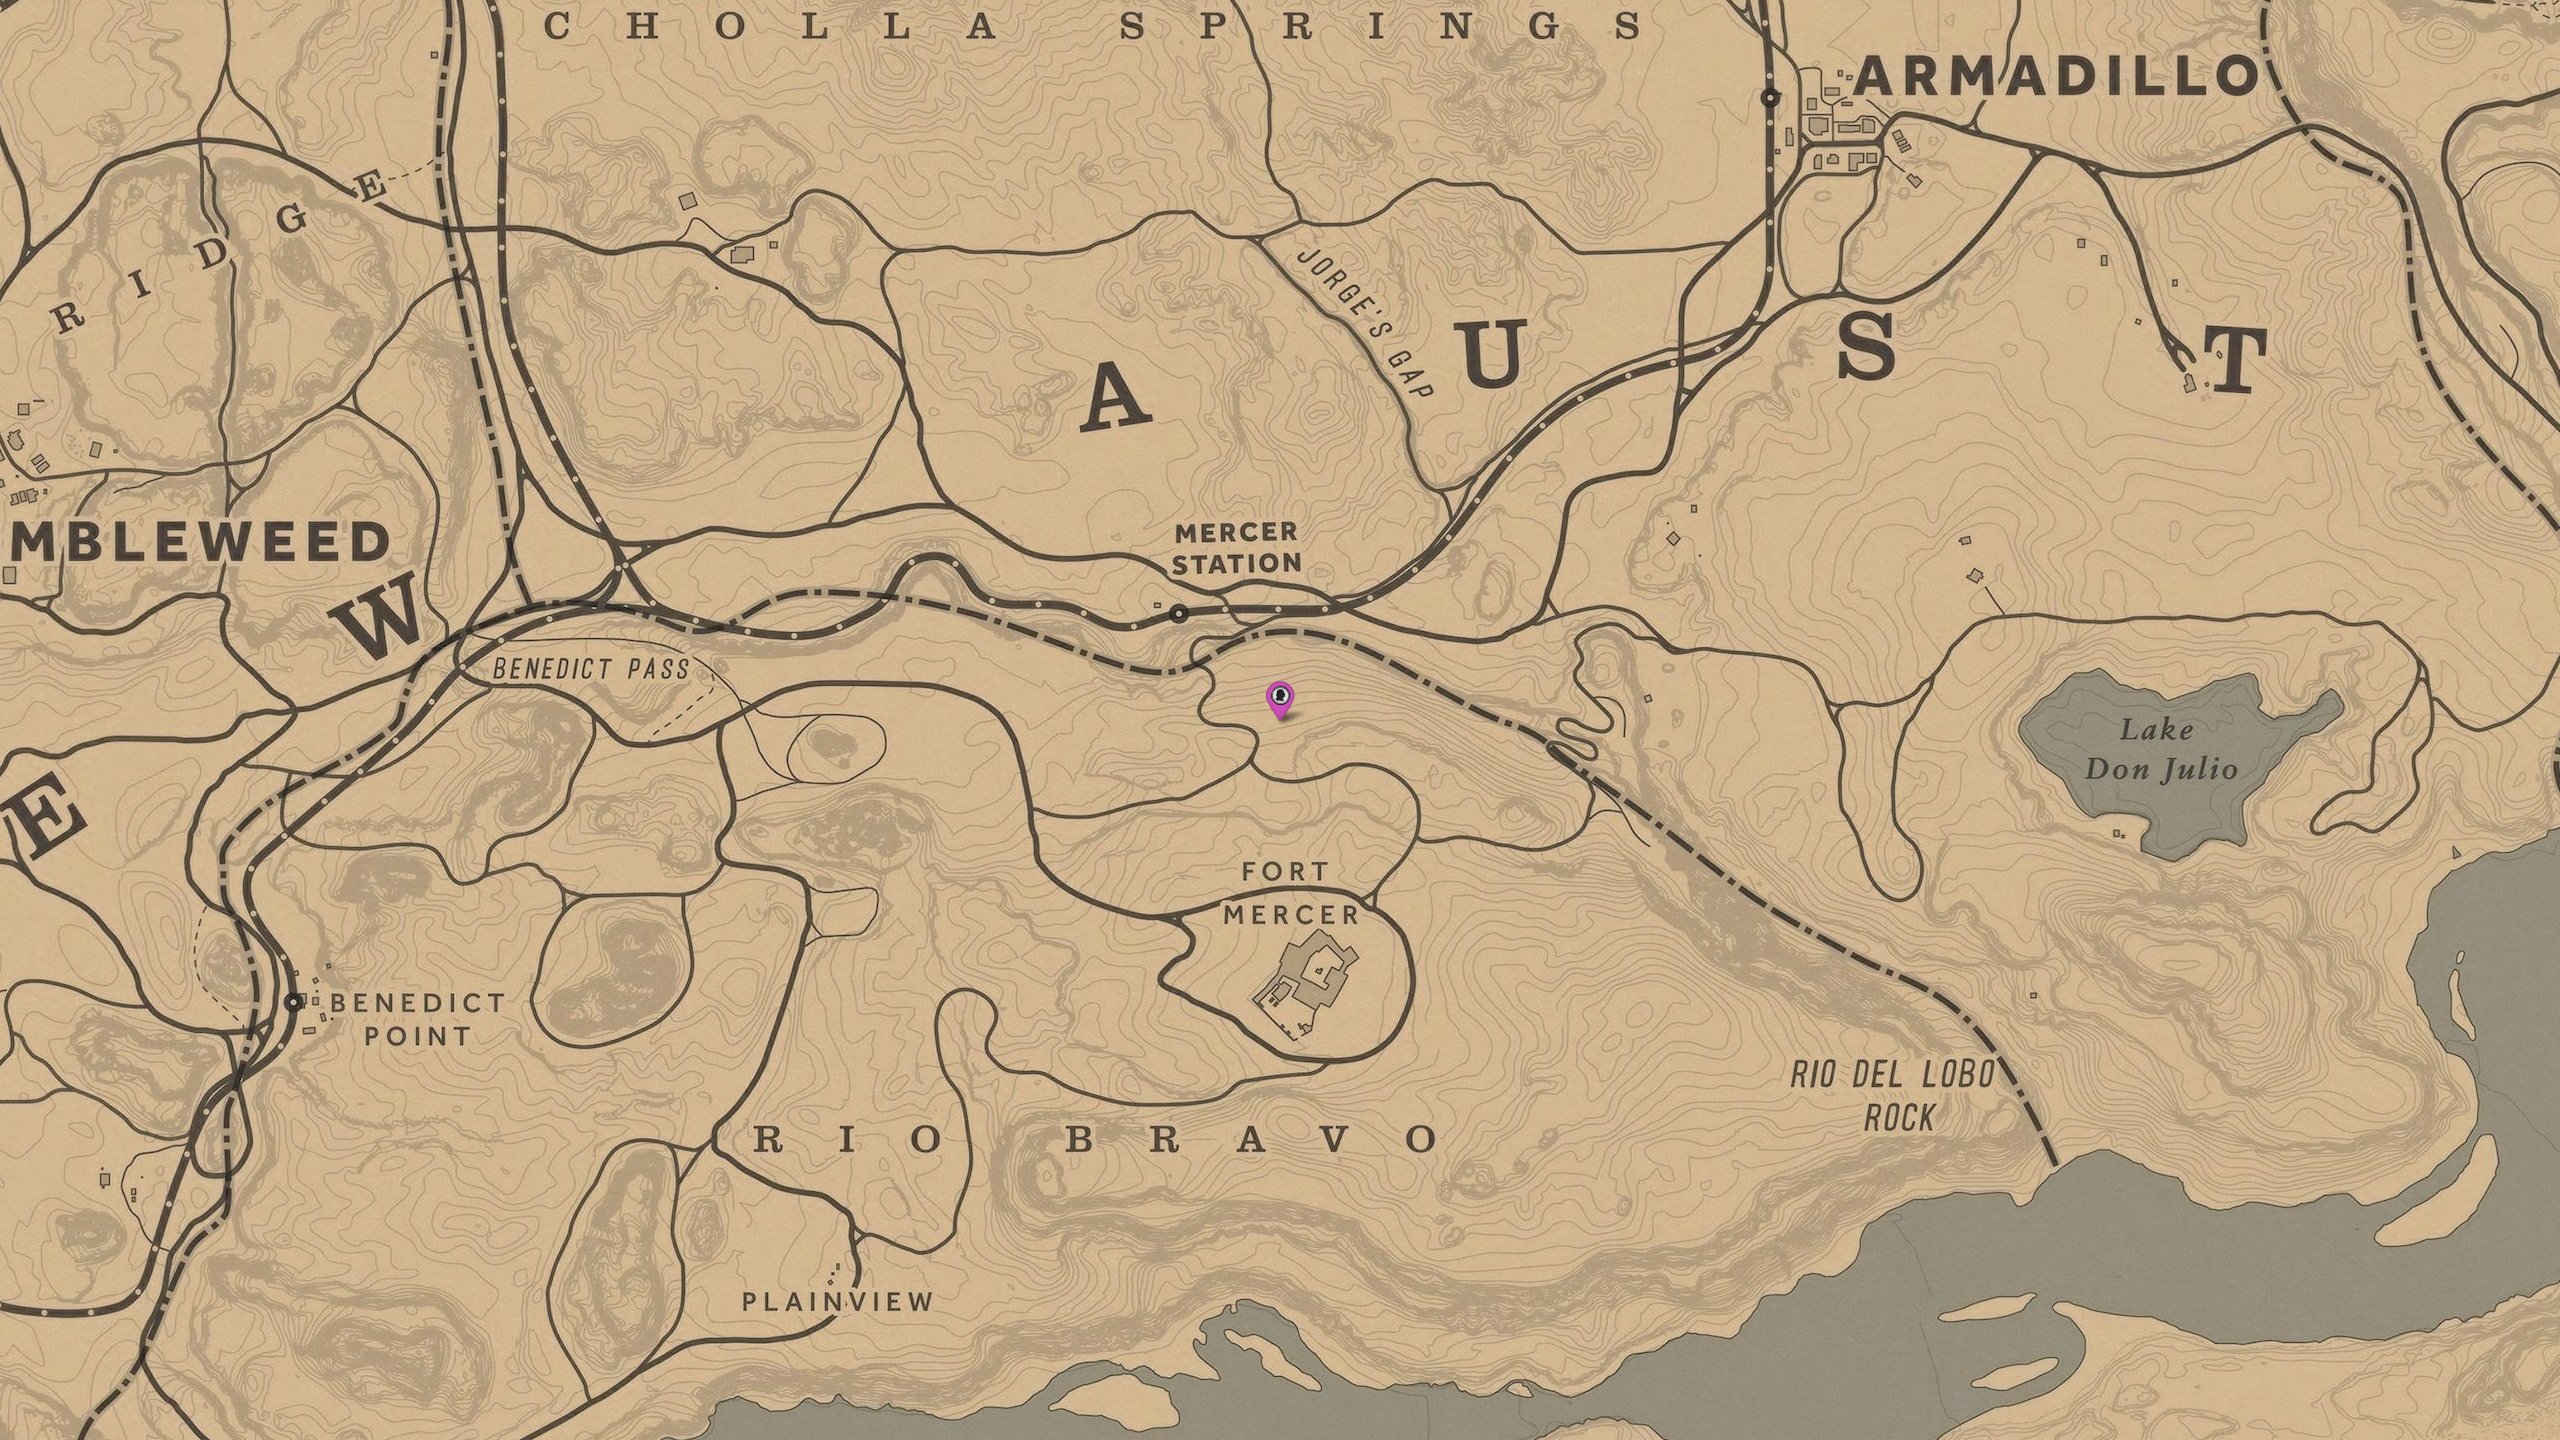 CHOLLA SPRINGS
ARMADILLO
RIDGE
JORGE'S GAP
W E
A U S T
MBLEWEED
MERCER
STATION
BENEDICT PASS
Lake
Don Julio
FORT
MERCER
BENEDICT
POINT
RIO DEL LOBO
ROCK
RIO BRAVO
PLAINVIEW